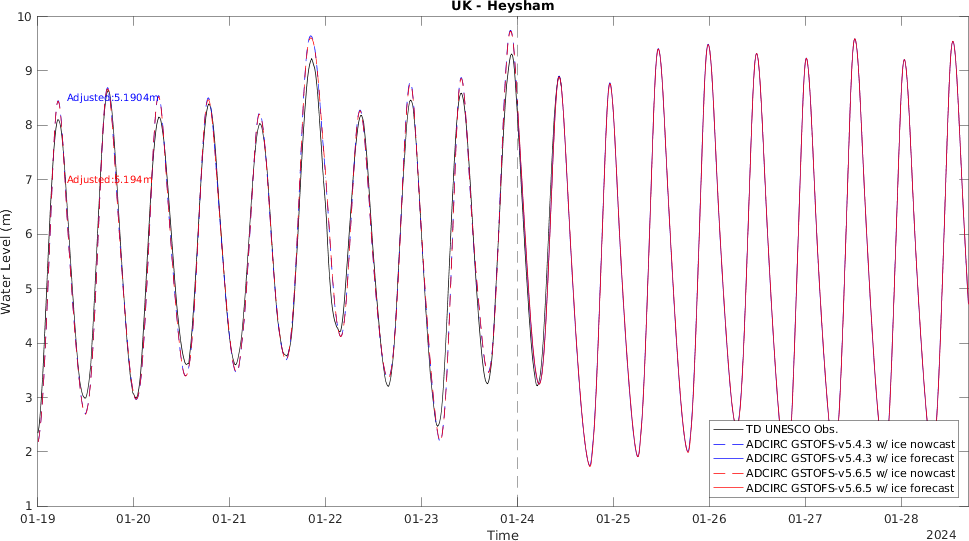 UK - Heysham
10
9
8
7
6
5
4
3
2
1
Water Level (m)
Adjusted:5.1904m
Adjusted:5.194m
TD UNESCO Obs.
ADCIRC GSTOFS-v5.4.3 w/ ice nowcast
ADCIRC GSTOFS-v5.4.3 w/ ice forecast
ADCIRC GSTOFS-v5.6.5 w/ ice nowcast
ADCIRC GSTOFS-v5.6.5 w/ ice forecast
01-19 01-20 01-21 01-22 01-23 01-24 01-25 01-26 01-27 01-28
Time
2024